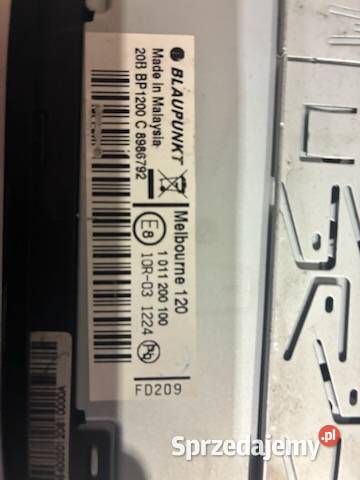 BLAUPUNKT
Made in Malaysia
20B BP1200 C 8986792
Melbourne 120
E8
1 011 200 100
10R-03 1224
Pb
FD209
Sprzedajemy.pl